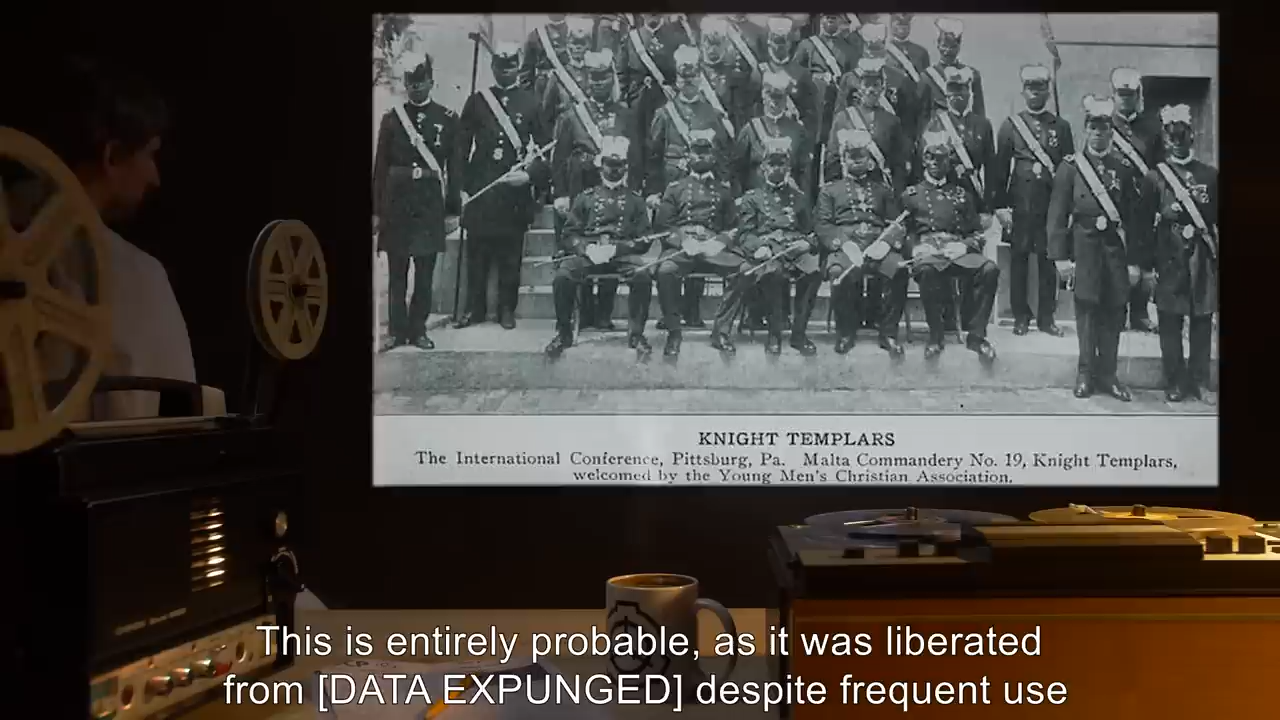 KNIGHT TEMPLARS
The International Conference, Pittsburg, Pa. Malta Commandery No. 19, Knight Templars,
welcomed by the Young Men's Christian Association.
This is entirely probable, as it was liberated
from [DATA EXPUNGED] despite frequent use